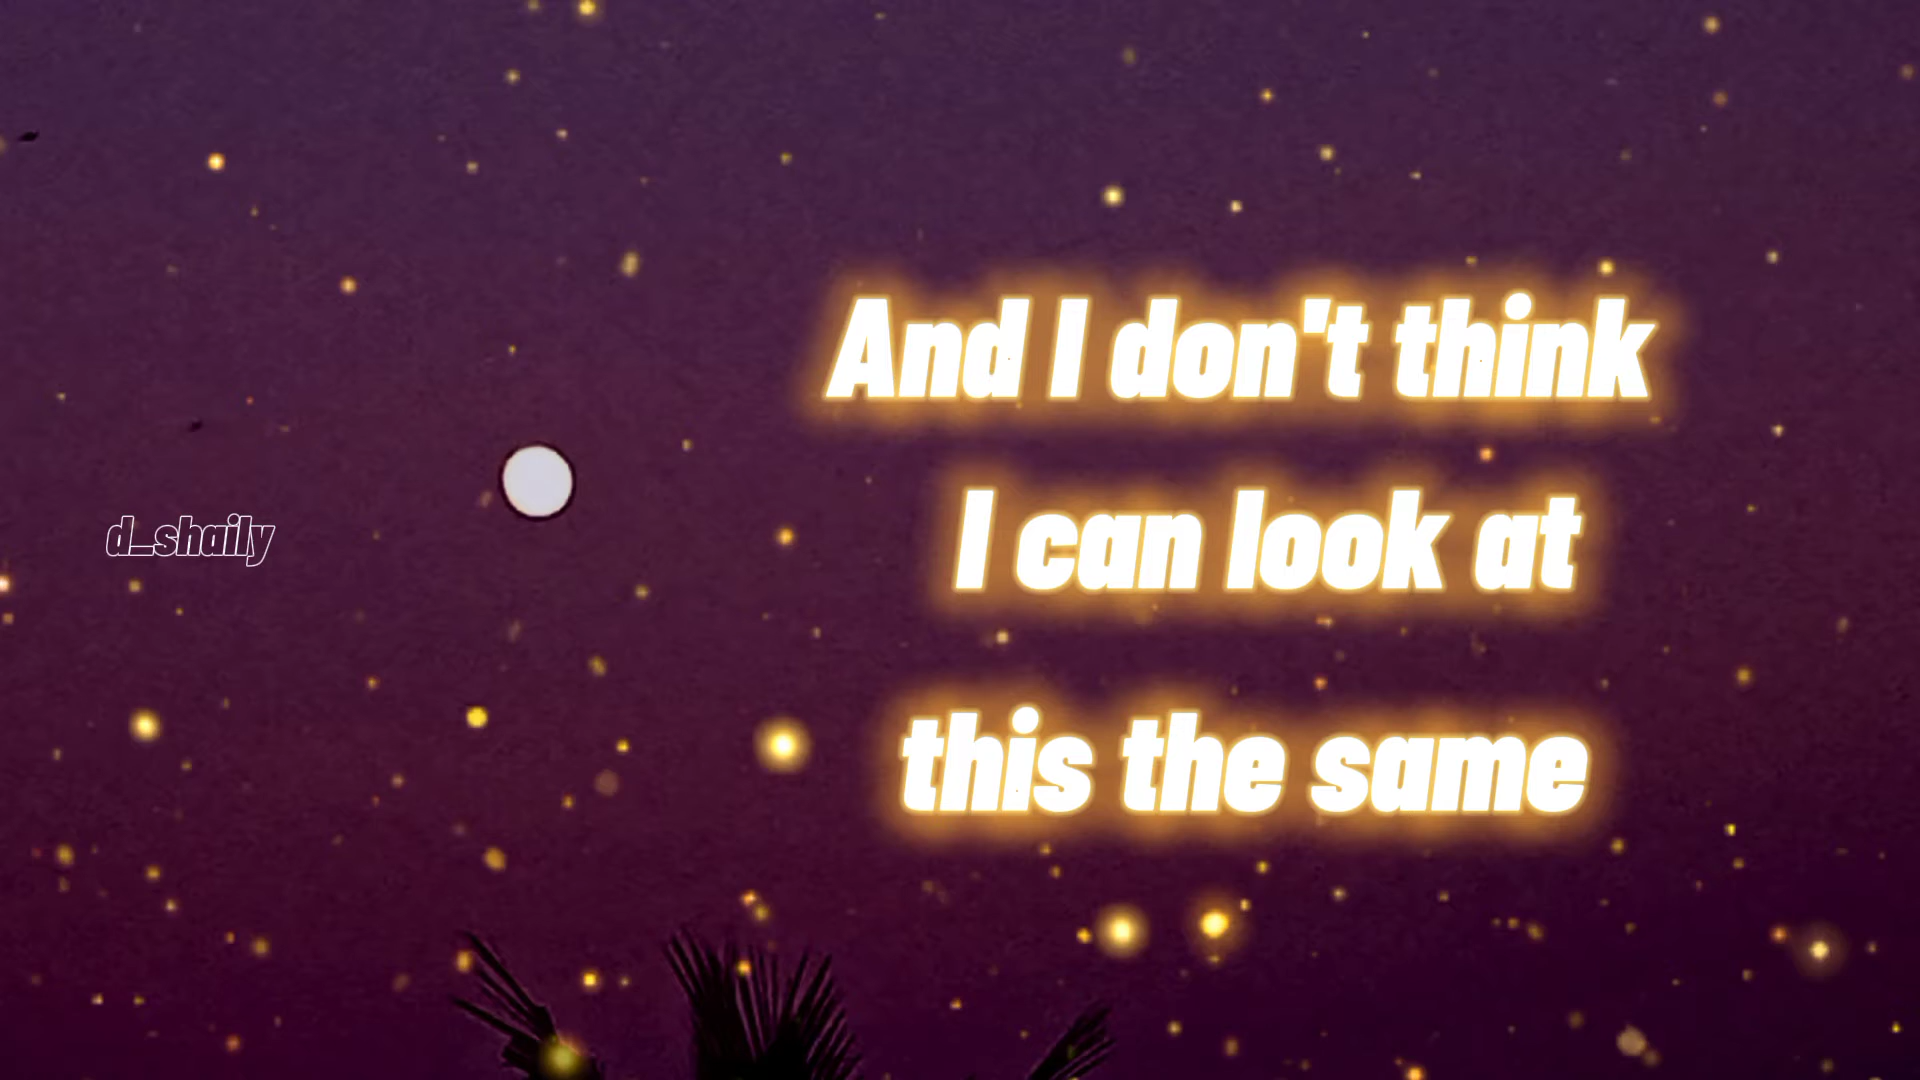 And I don't think
I can look at
this the same
d_shaily